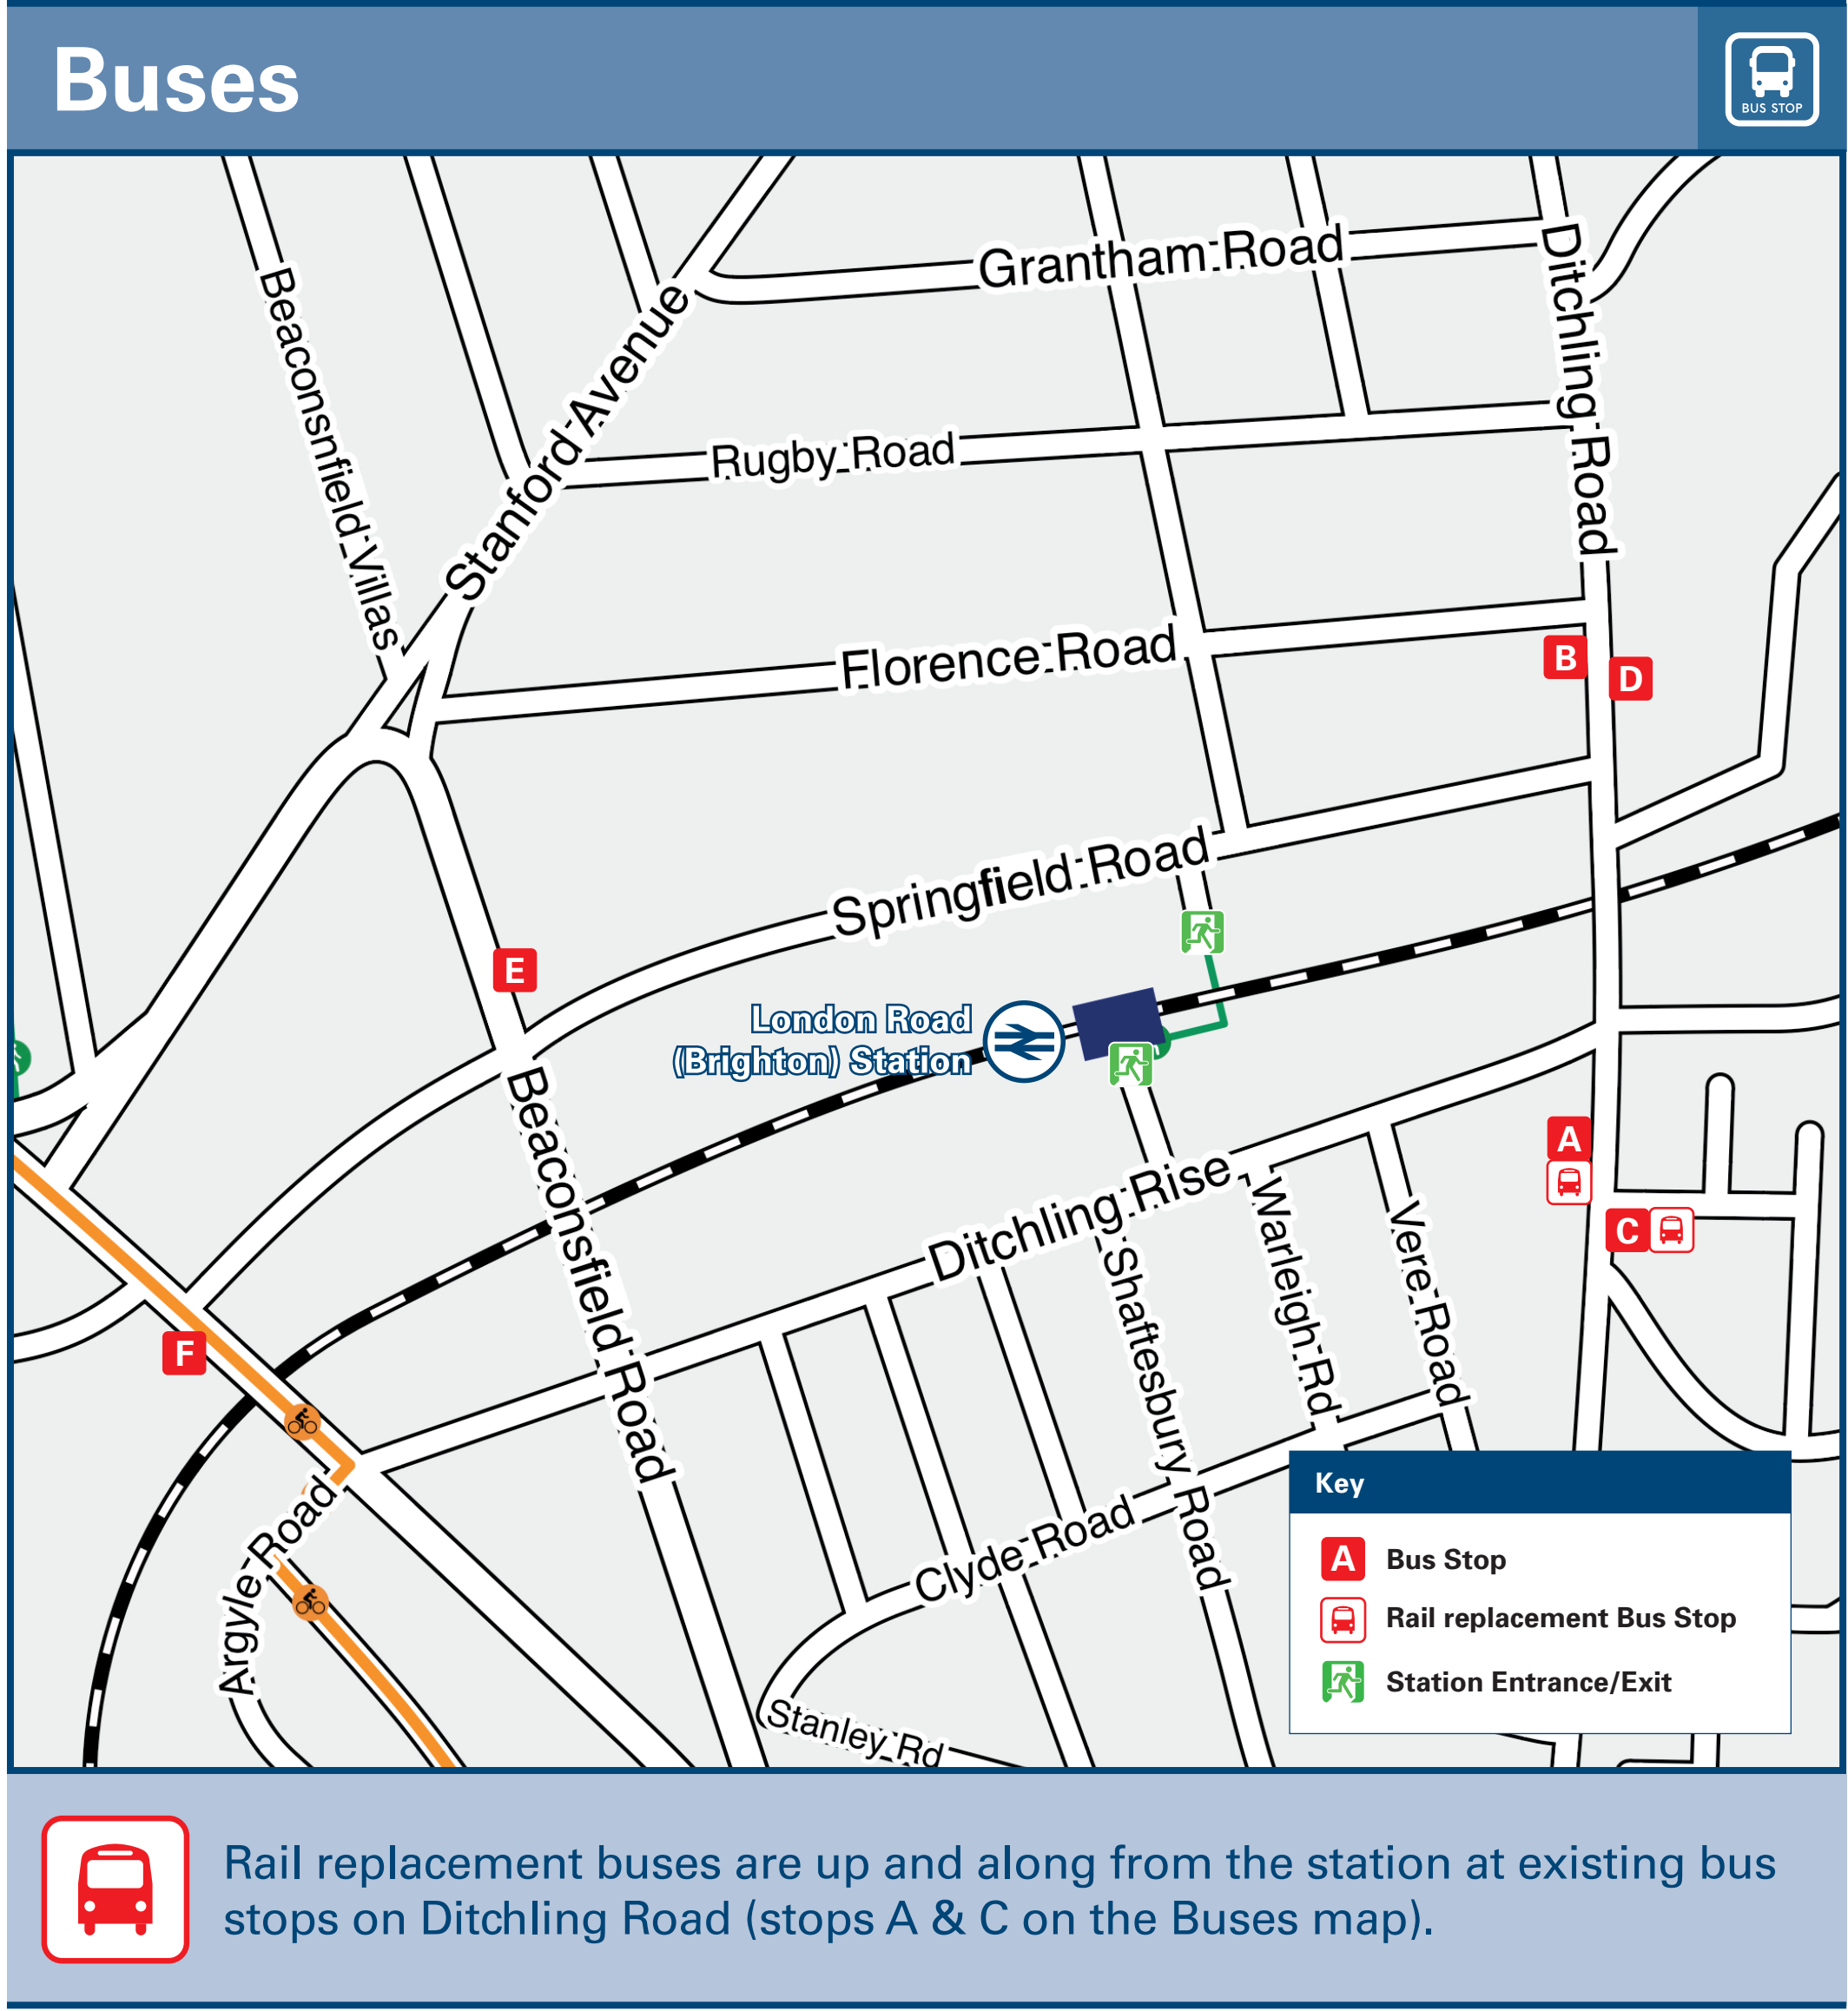 Buses
BUS STOP
Grantham Road
Ditchling Road
Beaconsnfield Villas
Stanford Avenue
Rugby Road
Florence Road
B
D
Springfield Road
E
London Road
(Brighton) Station
Beaconsfield Road
Ditchling Rise
A
C
Warleigh Rd
Vere Road
Shaftesbury Road
F
Argyle Road
Clyde Road
Stanley Rd
Key
A Bus Stop
Rail replacement Bus Stop
Station Entrance/Exit
Rail replacement buses are up and along from the station at existing bus
stops on Ditchling Road (stops A & C on the Buses map).